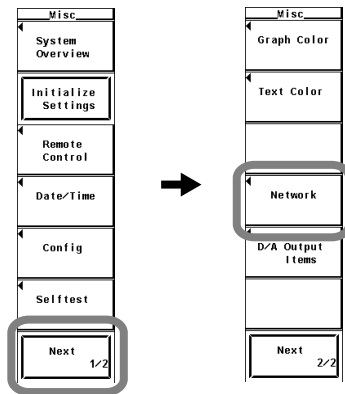 Misc
System
Overview
Initialize
Settings
Remote
Control
Date/Time
Config
Selftest
Next
1/2
Misc
Graph Color
Text Color
Network
D/A Output
Items
Next
2/2